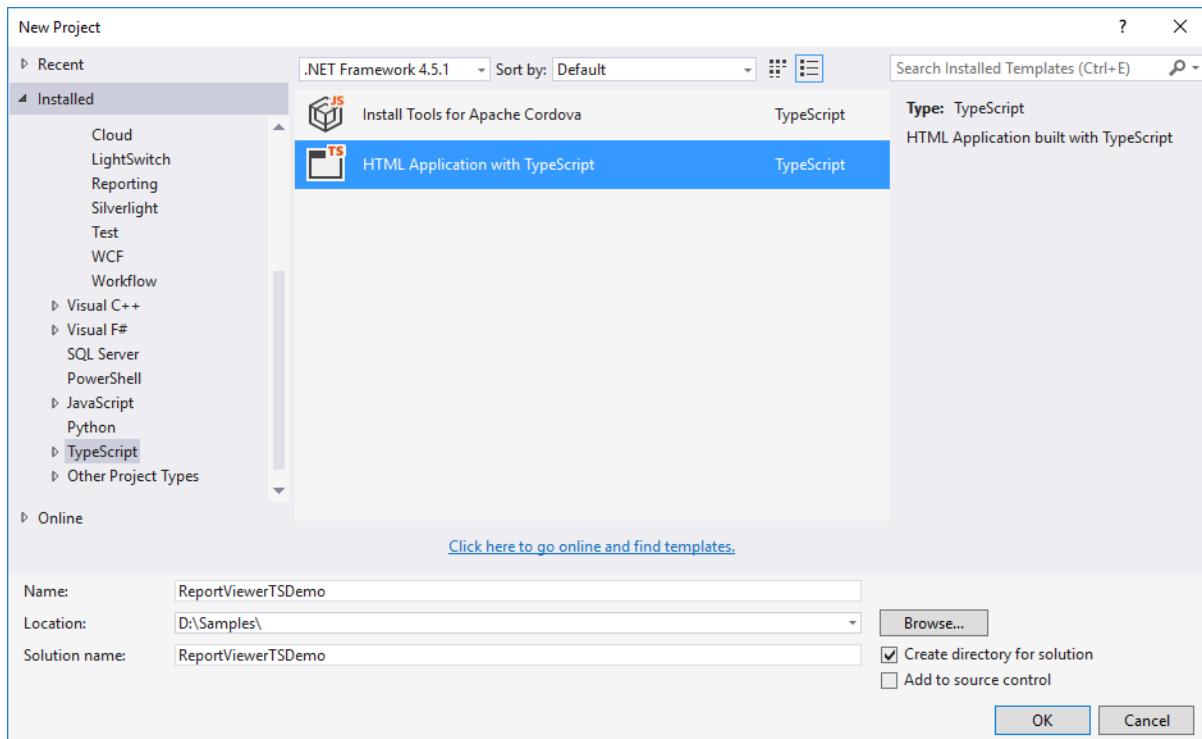 New Project
?
Recent
Installed
Cloud
LightSwitch
Reporting
Silverlight
Test
WCF
Workflow
Visual C++
Visual F#
SQL Server
PowerShell
JavaScript
Python
TypeScript
Other Project Types
Online
.NET Framework 4.5.1 Sort by: Default
JS
Install Tools for Apache Cordova TypeScript
TS
HTML Application with TypeScript TypeScript
Click here to go online and find templates.
Search Installed Templates (Ctrl+E)
Type: TypeScript
HTML Application built with TypeScript
Name: ReportViewerTSDemo
Location: D:\Samples\ Browse...
Solution name: ReportViewerTSDemo
Create directory for solution
Add to source control
OK Cancel